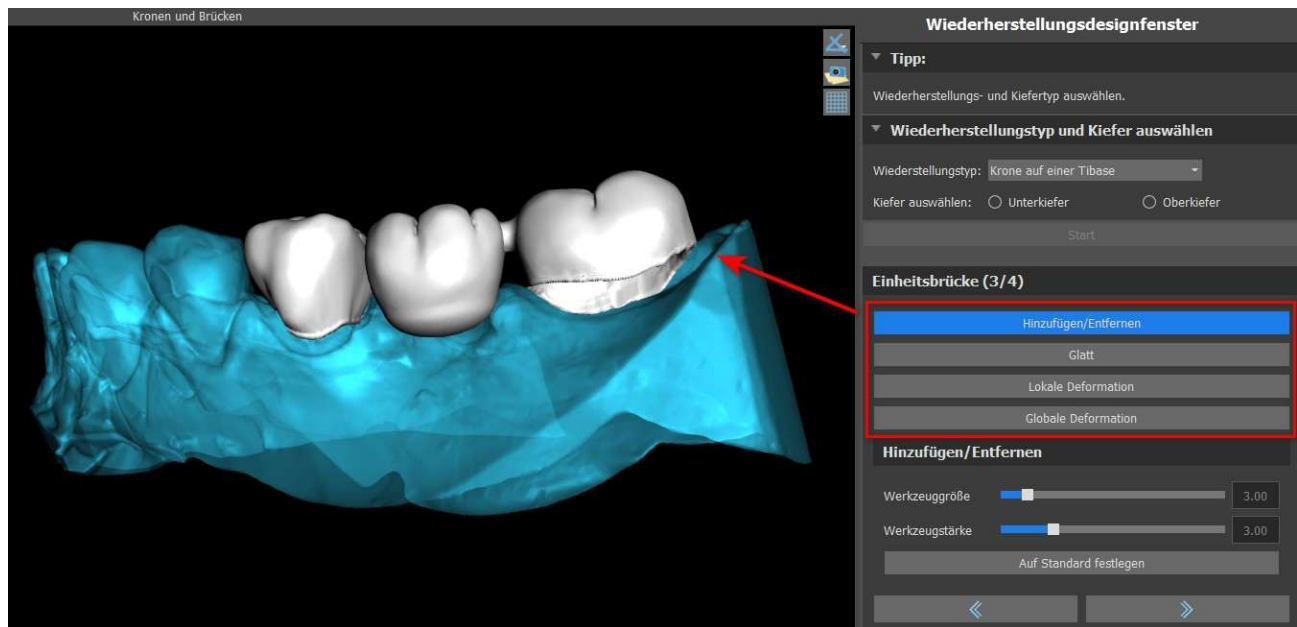 Kronen und Brücken
Wiederherstellungsdesignfenster
Tipp:
Wiederherstellungs- und Kiefertyp auswählen.
Wiederherstellungstyp und Kiefer auswählen
Wiederstellungstyp: Krone auf einer Tibase
Kiefer auswählen: Unterkiefer Oberkiefer
Start
Einheitsbrücke (3/4)
Hinzufügen/Entfernen
Glatt
Lokale Deformation
Globale Deformation
Hinzufügen/Entfernen
Werkzeuggröße 3.00
Werkzeugstärke 3.00
Auf Standard festlegen